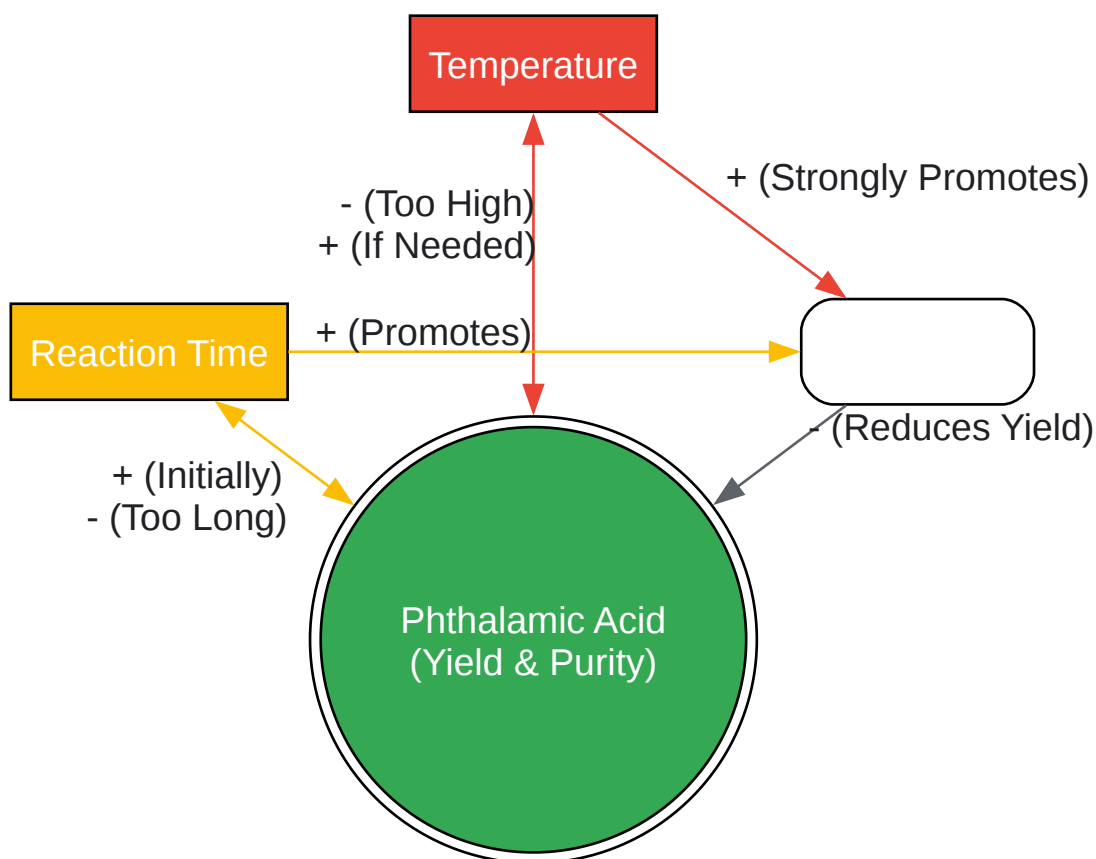 Temperature
+ (Strongly Promotes)
- (Too High)
+ (If Needed)
+ (Promotes)
Reaction Time
- (Reduces Yield)
+ (Initially)
- (Too Long)
Phthalamic Acid
(Yield & Purity)